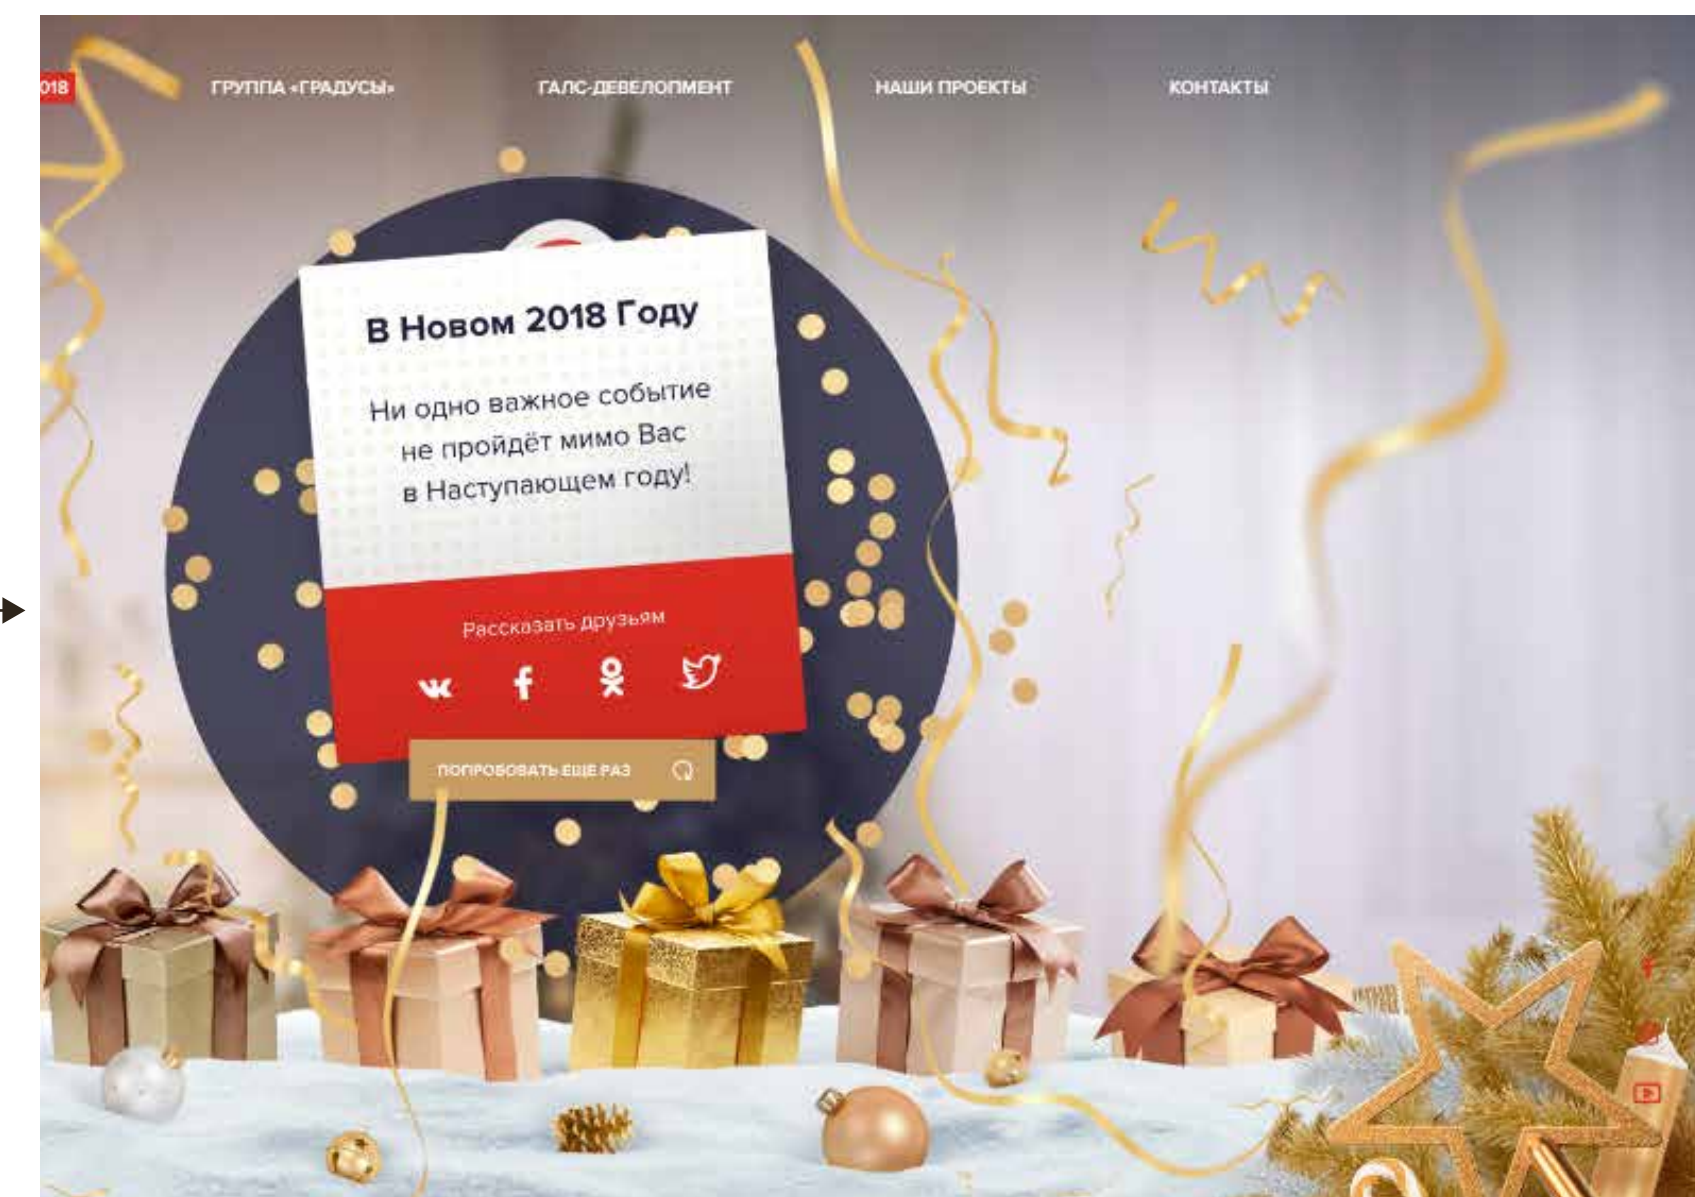 018
ГРУППА «ГРАДУСЫ»
ГАЛС-ДЕВЕЛОПМЕНТ
НАШИ ПРОЕКТЫ
КОНТАКТЫ
В Новом 2018 Году
Ни одно важное событие
не пройдёт мимо Вас
в Наступающем году!
Рассказать друзьям
ПОПРОБОВАТЬ ЕЩЕ РАЗ